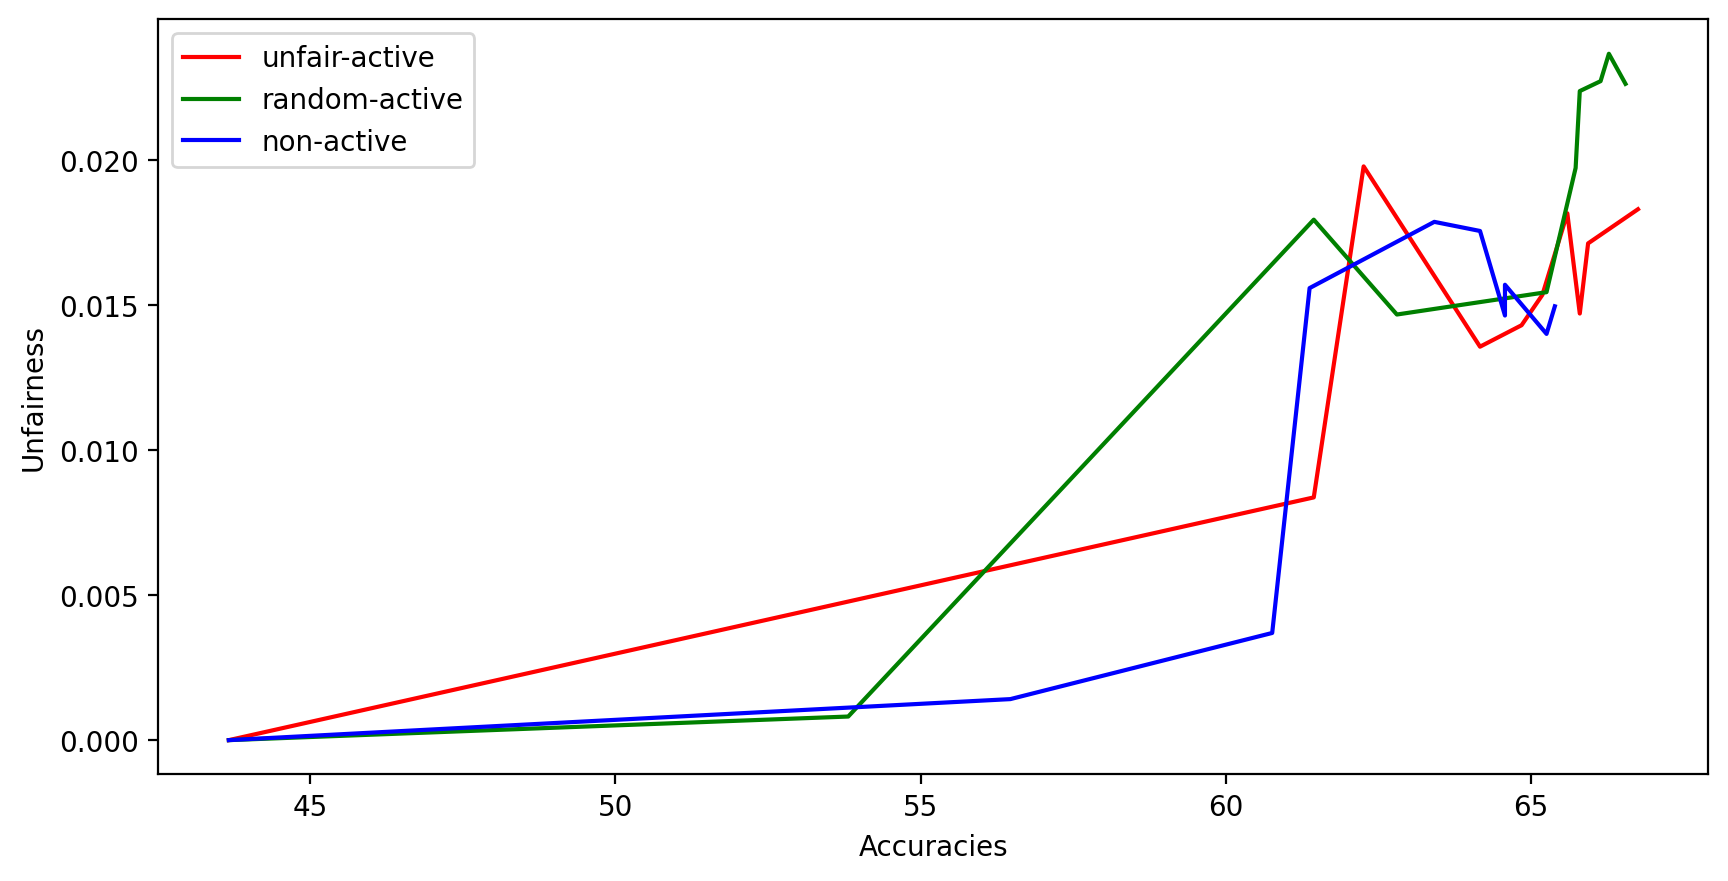 unfair-active
random-active
non-active
Unfairness
0.020
0.015
0.010
0.005
0.000
45 50 55 60 65
Accuracies